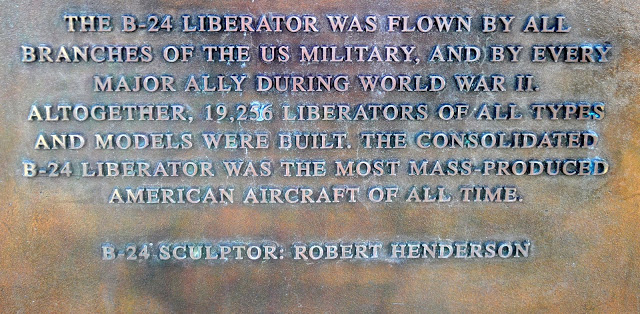 THE B-24 LIBERATOR WAS FLOWN BY ALL
BRANCHES OF THE US MILITARY, AND BY EVERY
MAJOR ALLY DURING WORLD WAR II.
ALTOGETHER, 19,256 LIBERATORS OF ALL TYPES
AND MODELS WERE BUILT. THE CONSOLIDATED
B-24 LIBERATOR WAS THE MOST MASS-PRODUCED
AMERICAN AIRCRAFT OF ALL TIME.
B-24 SCULPTOR: ROBERT HENDERSON